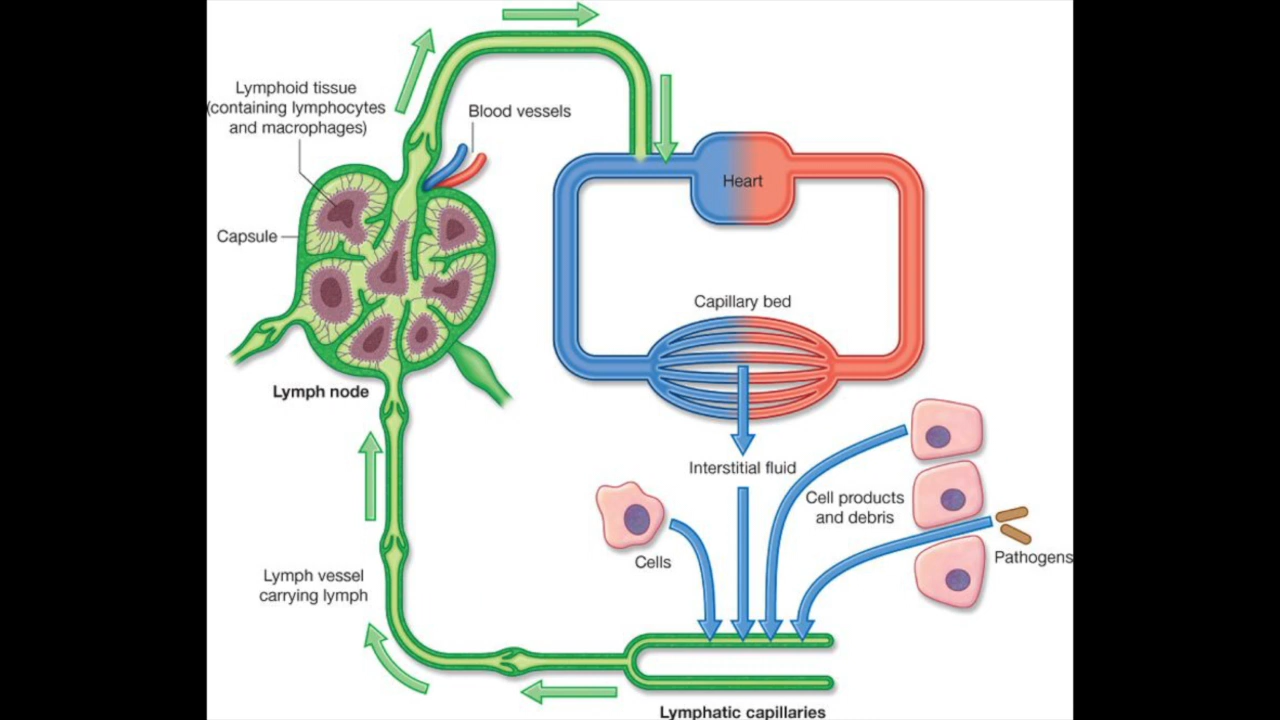 Lymphoid tissue
(containing lymphocytes
and macrophages)
Blood vessels
Capsule
Heart
Capillary bed
Lymph node
Interstitial fluid
Cell products
and debris
Cells
Pathogens
Lymph vessel
carrying lymph
Lymphatic capillaries